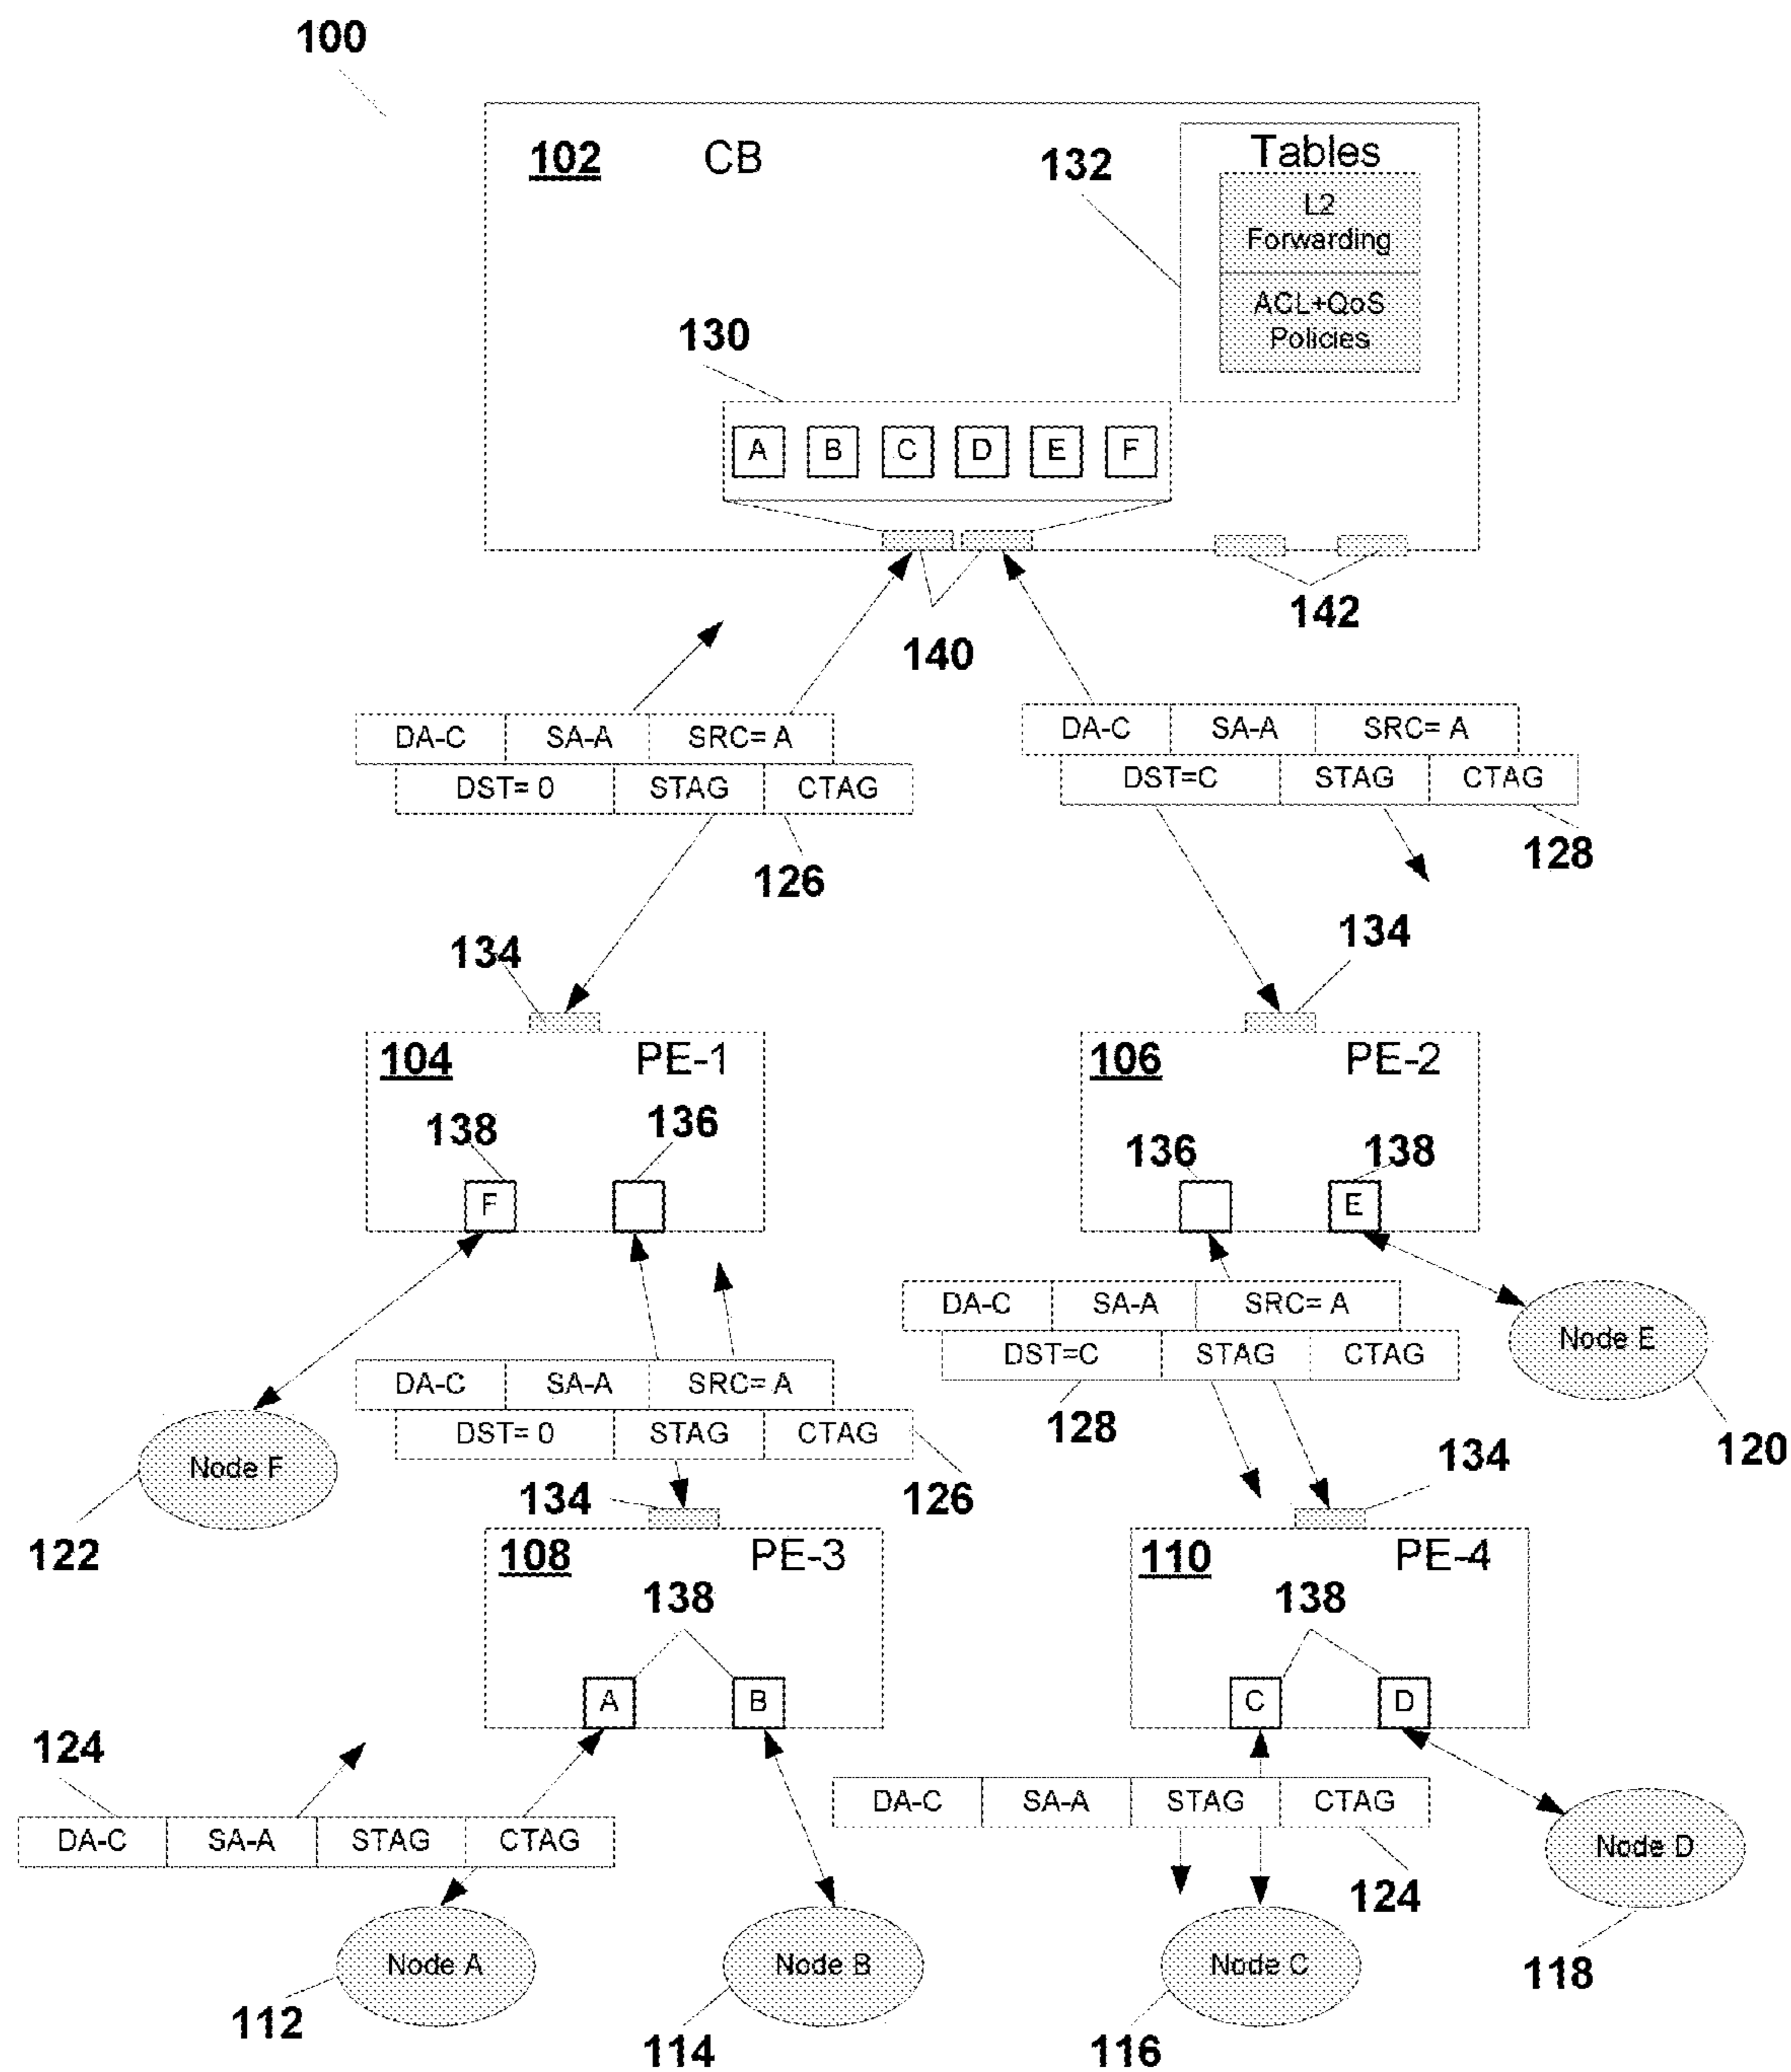 100
102 CB
132
Tables
L2
Forwarding
ACL+QoS
Policies
130
A B C D E F
142
140
DA-C SA-A SRC= A
DST= 0 STAG CTAG
126
DA-C SA-A SRC= A
DST=C STAG CTAG
128
134
134
104 PE-1
138 136
F
106 PE-2
136 138
E
DA-C SA-A SRC= A
DST= 0 STAG CTAG
126
DA-C SA-A SRC= A
DST=C STAG CTAG
128
Node E
120
Node F
122
134
134
108 PE-3
138
A B
110 PE-4
138
C D
124
DA-C SA-A STAG CTAG
DA-C SA-A STAG CTAG
124
Node D
118
Node A
112
Node B
114
Node C
116